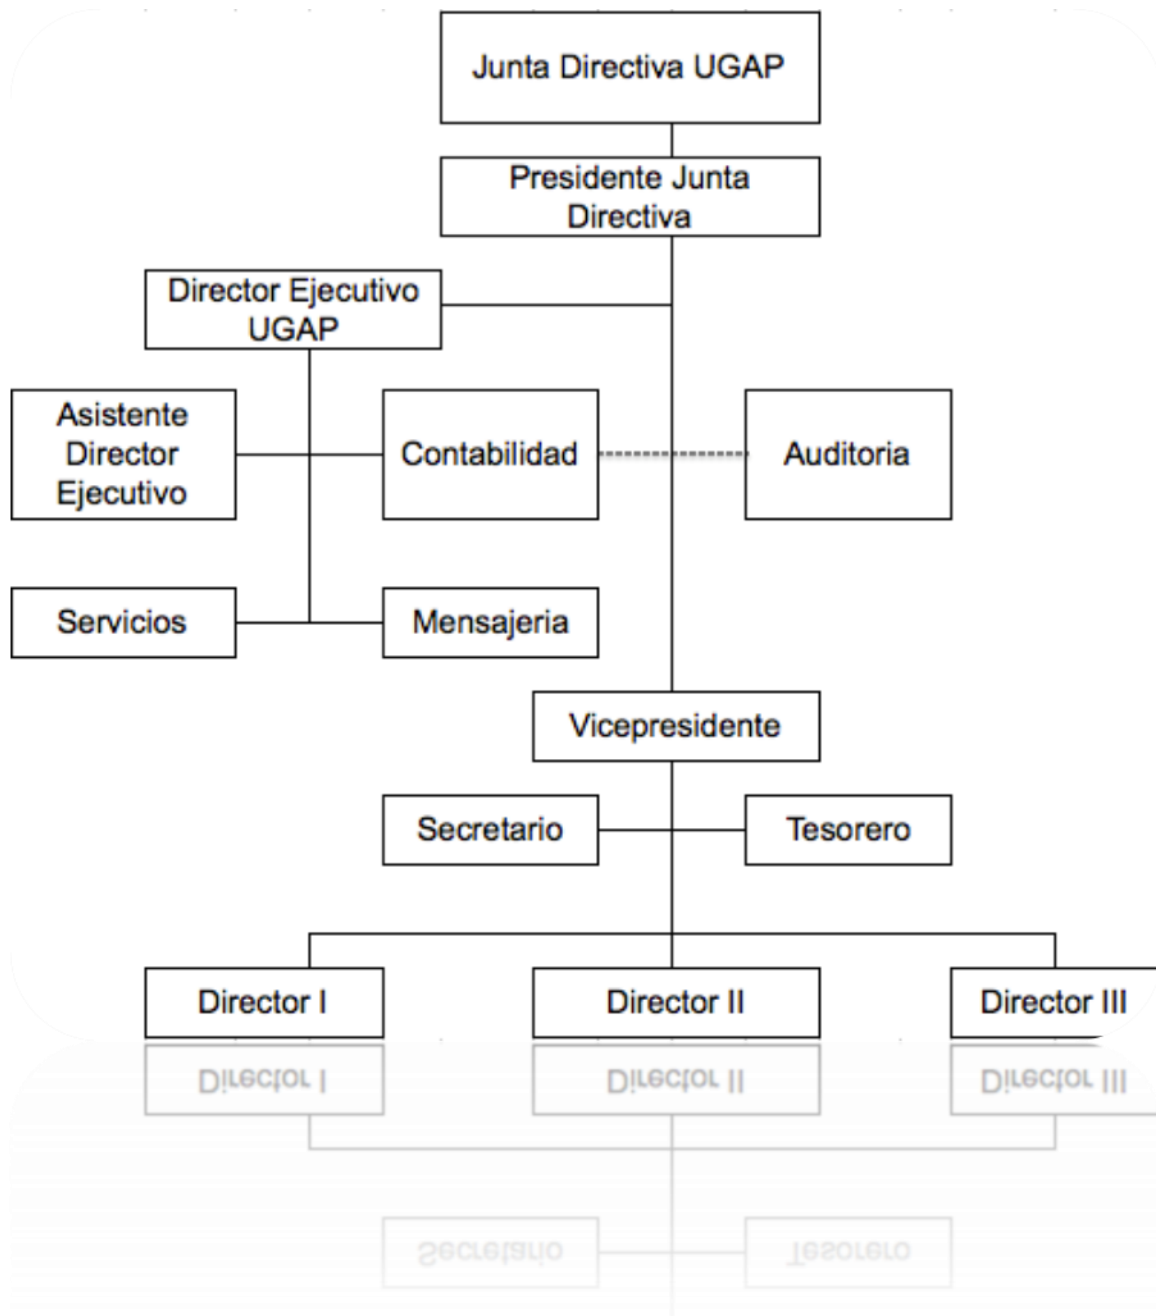 Junta Directiva UGAP
Presidente Junta
Directiva
Director Ejecutivo
UGAP
Asistente
Director
Ejecutivo
Contabilidad
Auditoria
Servicios
Mensajeria
Vicepresidente
Secretario
Tesorero
Director I
Director II
Director III